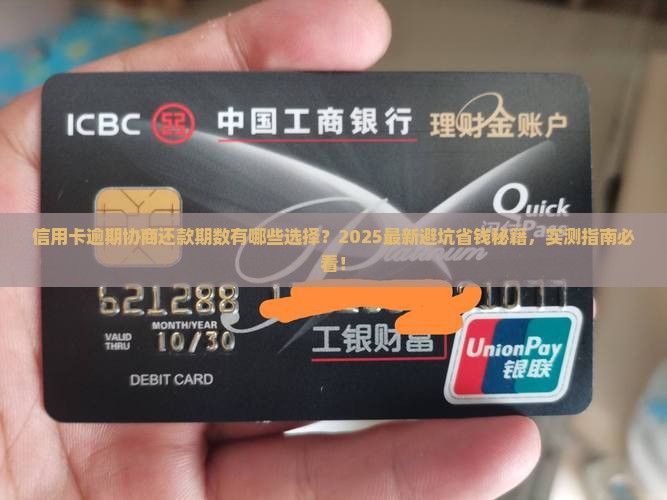 ICBC 中国工商银行 理财金账户
Quick
Pass
信用卡逾期协商还款期数有哪些选择？2025最新避坑省钱秘籍，实测指南必
看！
Platinum
621288
MONTH/YEAR
VALID
THRU
10/30
工银财富
DEBIT CARD
UnionPay
银联